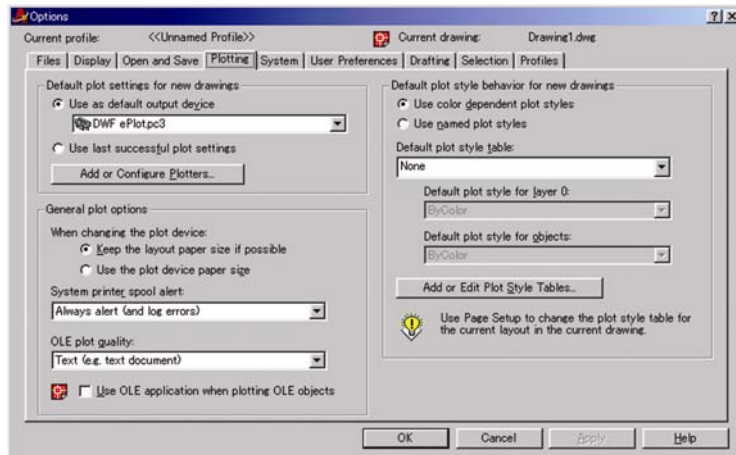 Options
Current profile: <<Unnamed Profile>> Current drawing: Drawing1.dwg
Files Display Open and Save Plotting System User Preferences Drafting Selection Profiles
Default plot settings for new drawings
Use as default output device
DWF ePlot.pc3
Use last successful plot settings
Add or Configure Plotters...
General plot options
When changing the plot device:
Keep the layout paper size if possible
Use the plot device paper size
System printer spool alert:
Always alert (and log errors)
OLE plot quality:
Text (e.g. text document)
Use OLE application when plotting OLE objects
Default plot style behavior for new drawings
Use color dependent plot styles
Use named plot styles
Default plot style table:
None
Default plot style for layer 0:
ByColor
Default plot style for objects:
ByColor
Add or Edit Plot Style Tables...
Use Page Setup to change the plot style table for
the current layout in the current drawing.
OK Cancel Apply Help